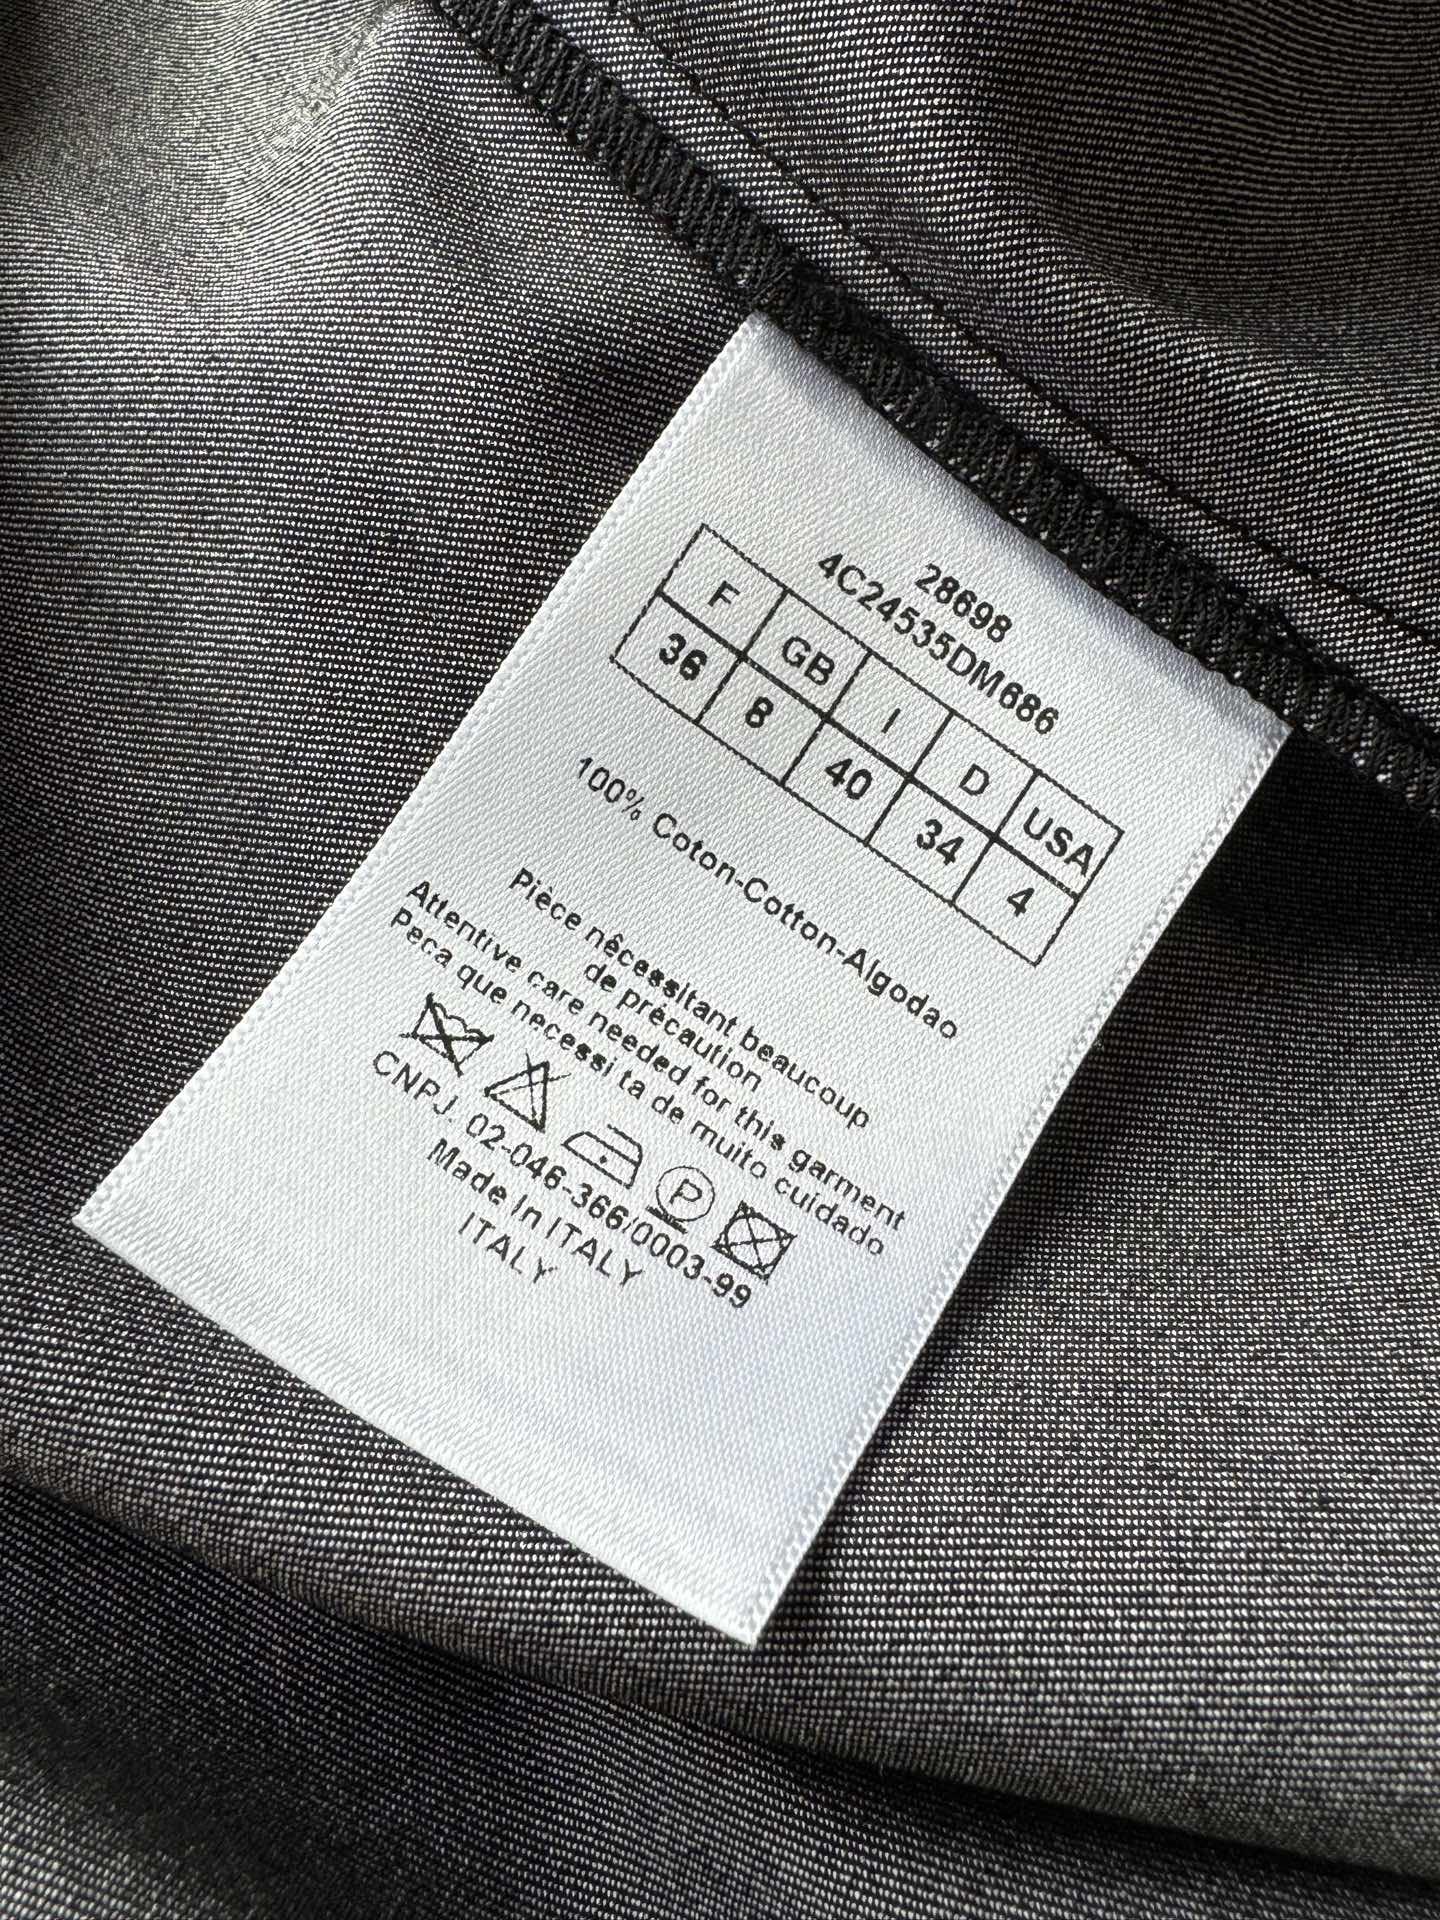 28698
4C24535DM686
F GB I D USA
36 8 40 34 4
100% Coton-Cotton-Algodao
Pièce nêcessitant beaucoup
de précaution
Attentive care needed for this garment
Peca que necessi ta de muito cuidado
P
CNPJ. 02-046-366/0003-99
Made In ITALY
ITALY